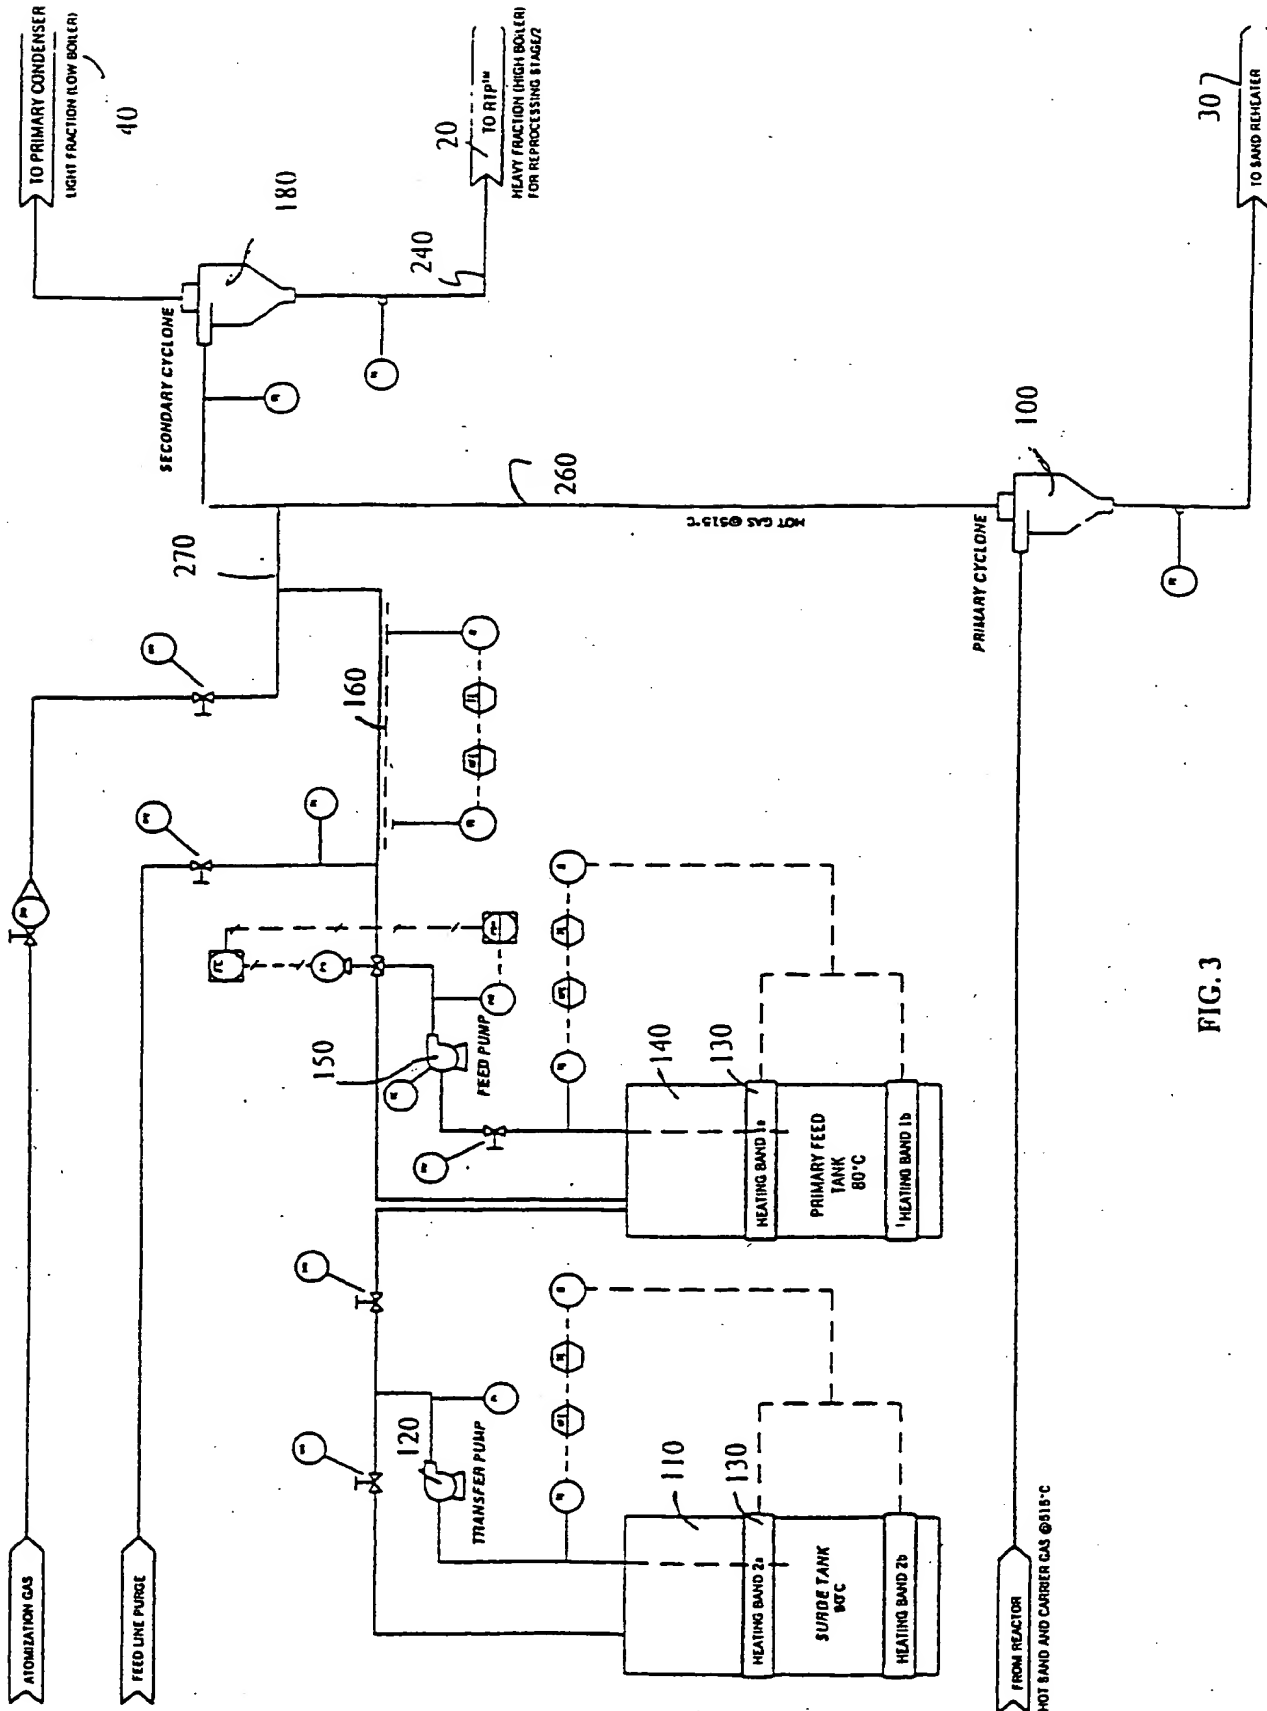 ATOMIZATION GAS
FEED LINE PURGE
TO PRIMARY CONDENSER
LIGHT FRACTION (LOW BOILER)
40
180
SECONDARY CYCLONE
20
TO RTP™
HEAVY FRACTION (HIGH BOILER)
FOR REPROCESSING STAGE/2
240
270
260
HOT GAS @515°C
160
FC
150
FEED PUMP
120
TRANSFER PUMP
110
130
HEATING BAND 2a
SURGE TANK
80°C
HEATING BAND 2b
140
130
HEATING BAND 1a
PRIMARY FEED
TANK
80°C
HEATING BAND 1b
PRIMARY CYCLONE
100
30
TO SAND REHEATER
FROM REACTOR
HOT SAND AND CARRIER GAS @515°C
FIG. 3